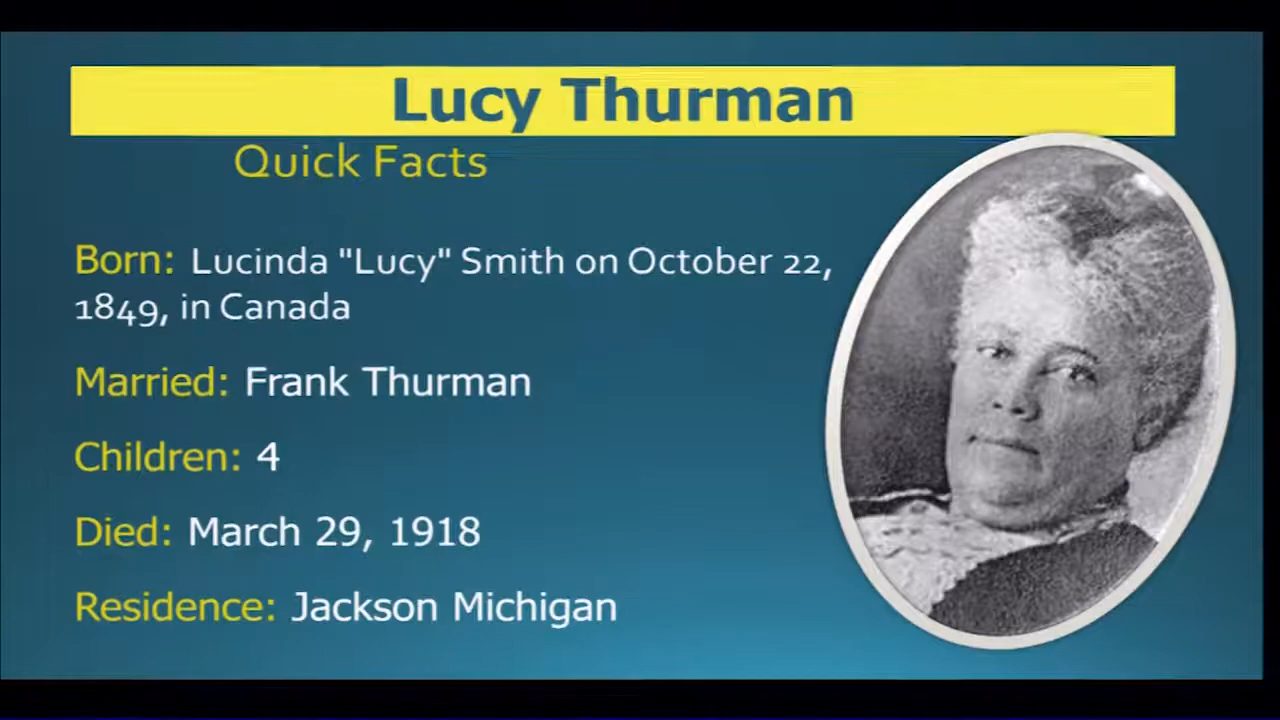 Lucy Thurman
Quick Facts
Born: Lucinda "Lucy" Smith on October 22,
1849, in Canada
Married: Frank Thurman
Children: 4
Died: March 29, 1918
Residence: Jackson Michigan